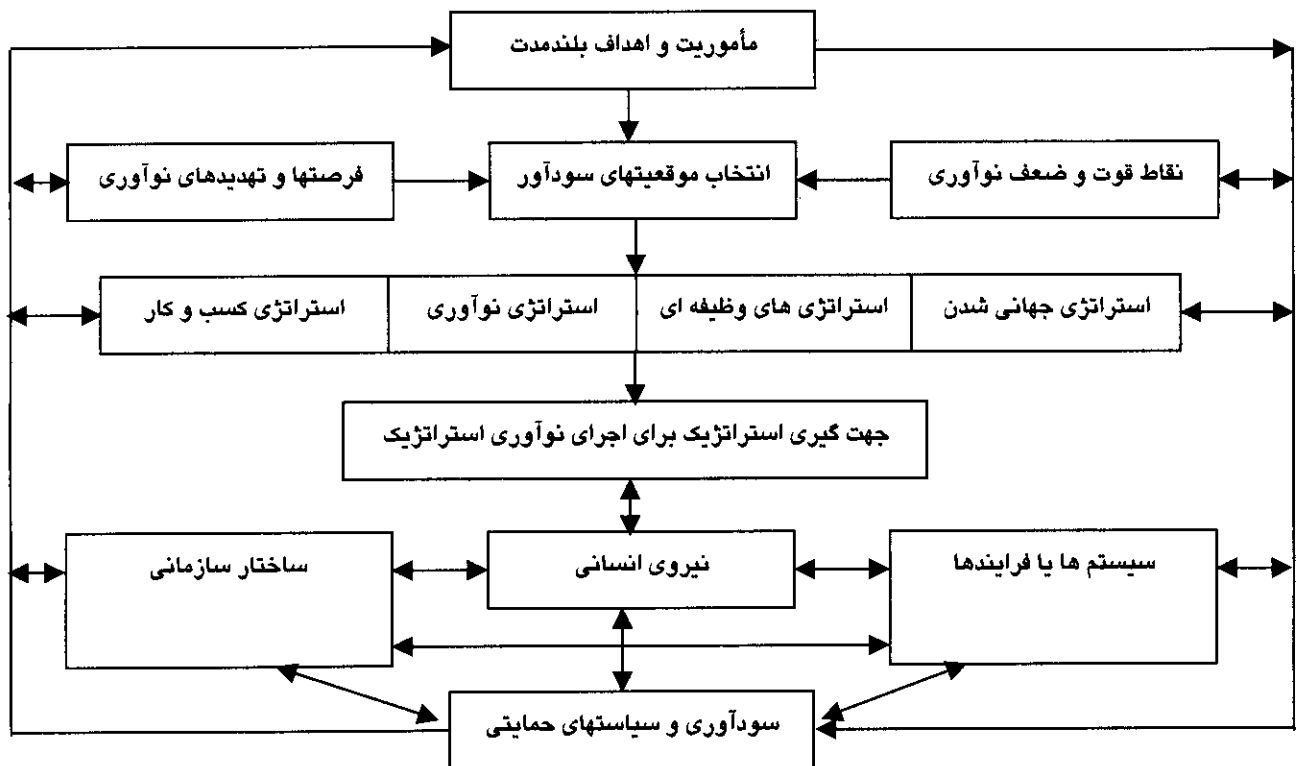 مأموریت و اهداف بلندمدت
نقاط قوت و ضعف نوآوری
انتخاب موقعیتهای سودآور
فرصتها و تهدیدهای نوآوری
استراتژی جهانی شدن
استراتژی های وظیفه ای
استراتژی نوآوری
استراتژی کسب و کار
جهت گیری استراتژیک برای اجرای نوآوری استراتژیک
سیستم ها یا فرایندها
نیروی انسانی
ساختار سازمانی
سودآوری و سیاستهای حمایتی